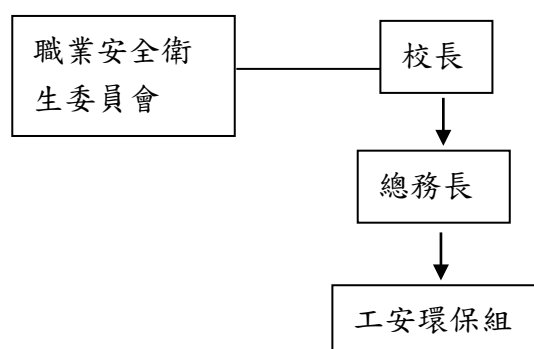 職業安全衛
生委員會
校長
總務長
工安環保組